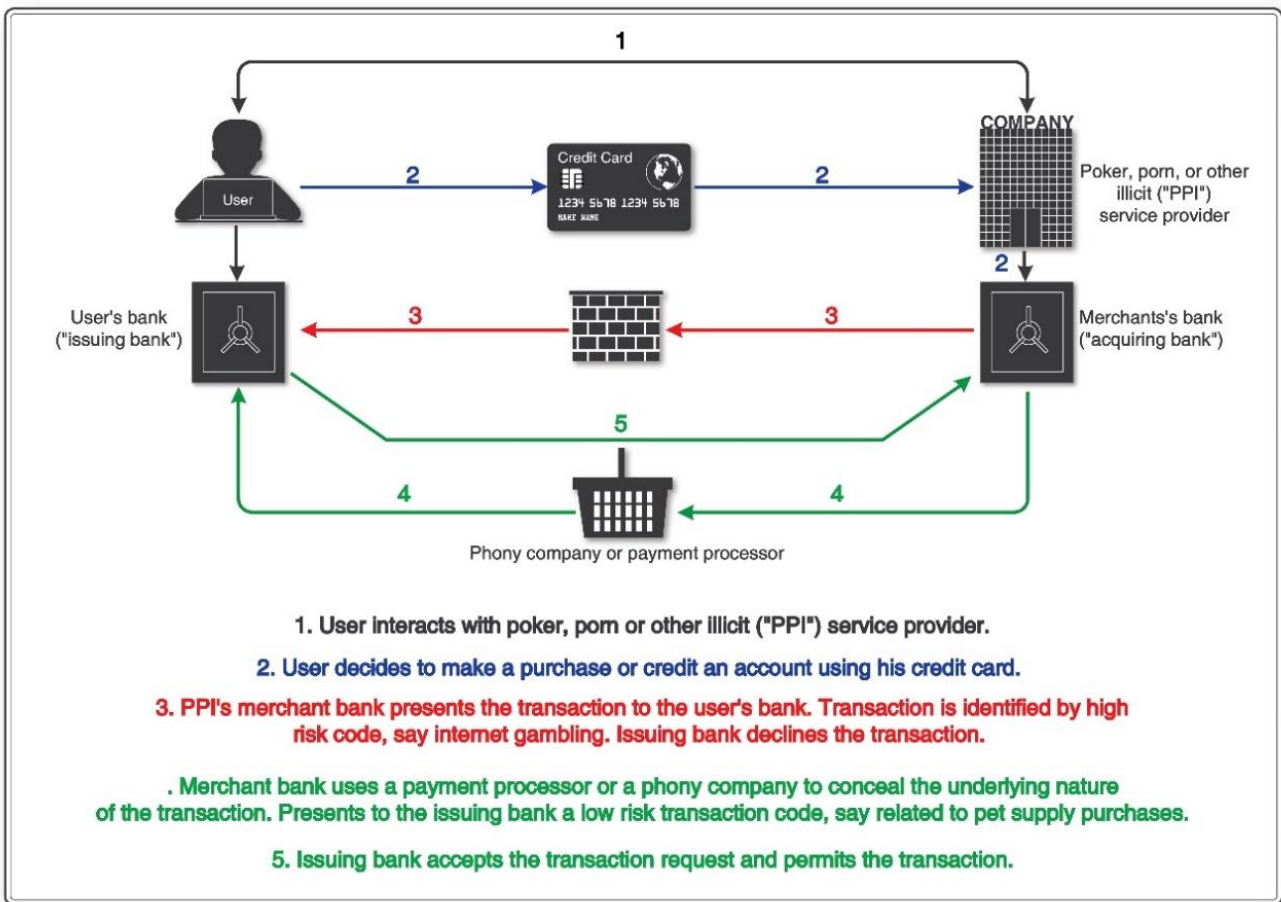 1
COMPANY
Credit Card
2
2
User
1234 5678 1234 5678
NAKE NAME
Poker, porn, or other
illicit ("PPI")
service provider
2
User's bank
("issuing bank")
3
3
Merchants's bank
("acquiring bank")
5
4
4
Phony company or payment processor
1. User interacts with poker, porn or other illicit ("PPI") service provider.
2. User decides to make a purchase or credit an account using his credit card.
3. PPI's merchant bank presents the transaction to the user's bank. Transaction is identified by high
risk code, say internet gambling. Issuing bank declines the transaction.
. Merchant bank uses a payment processor or a phony company to conceal the underlying nature
of the transaction. Presents to the issuing bank a low risk transaction code, say related to pet supply purchases.
5. Issuing bank accepts the transaction request and permits the transaction.